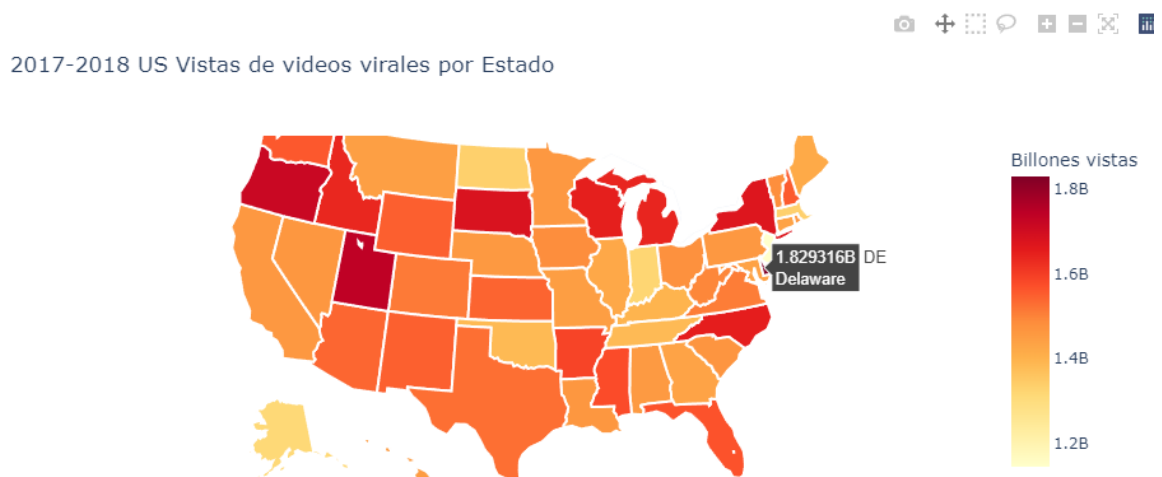 2017-2018 US Vistas de videos virales por Estado
Billones vistas
1.8B
1.6B
1.4B
1.2B
1.829316B DE
Delaware